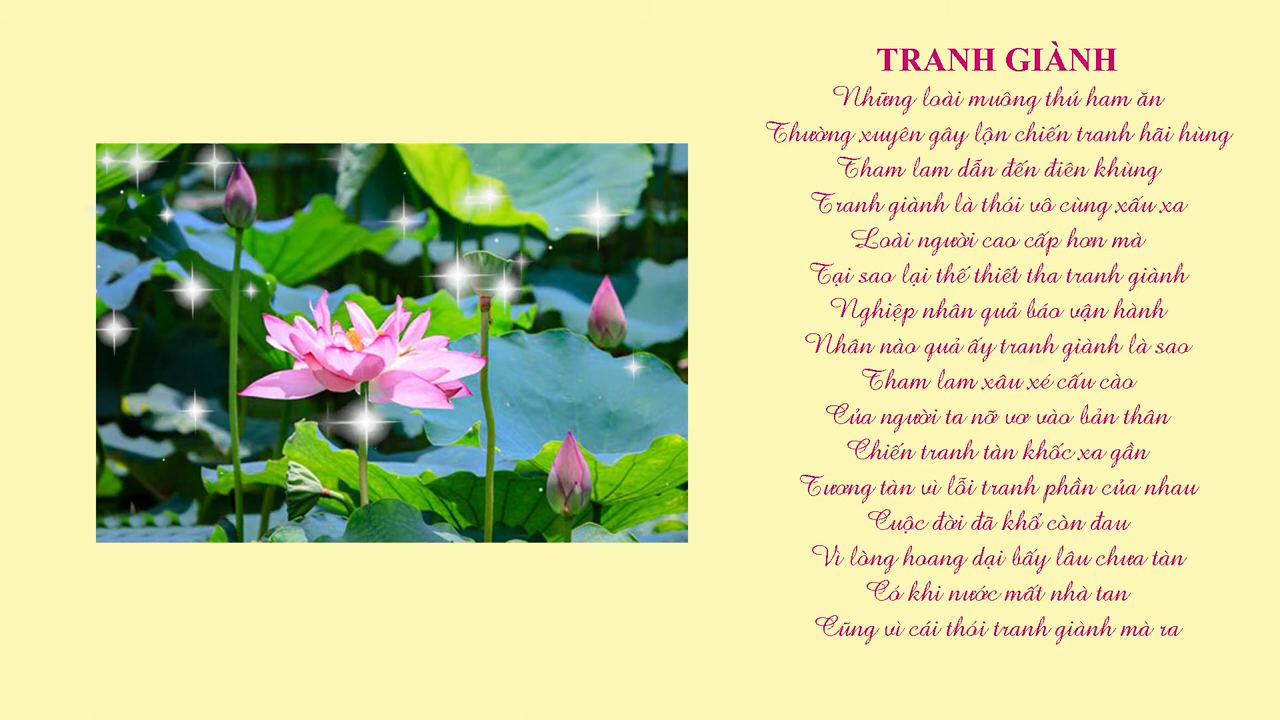 TRANH GIÀNH
Những loài muông thú ham ăn
Thường xuyên gây lộn chiến tranh hãi hùng
Tham lam dẫn đến điên khùng
Tranh giành là thói vô cùng xấu xa
Loài người cao cấp hơn mà
Tại sao lại thế thiết tha tranh giành
Nghiệp nhân quả báo vận hành
Nhân nào quả ấy tranh giành là sao
Tham lam xâu xé cấu cào
Của người ta nỡ vơ vào bản thân
Chiến tranh tàn khốc xa gần
Tương tàn vì lỗi tranh phần của nhau
Cuộc đời đã khổ còn đau
Vì lòng hoang dại bấy lâu chưa tàn
Có khi nước mất nhà tan
Cũng vì cái thói tranh giành mà ra